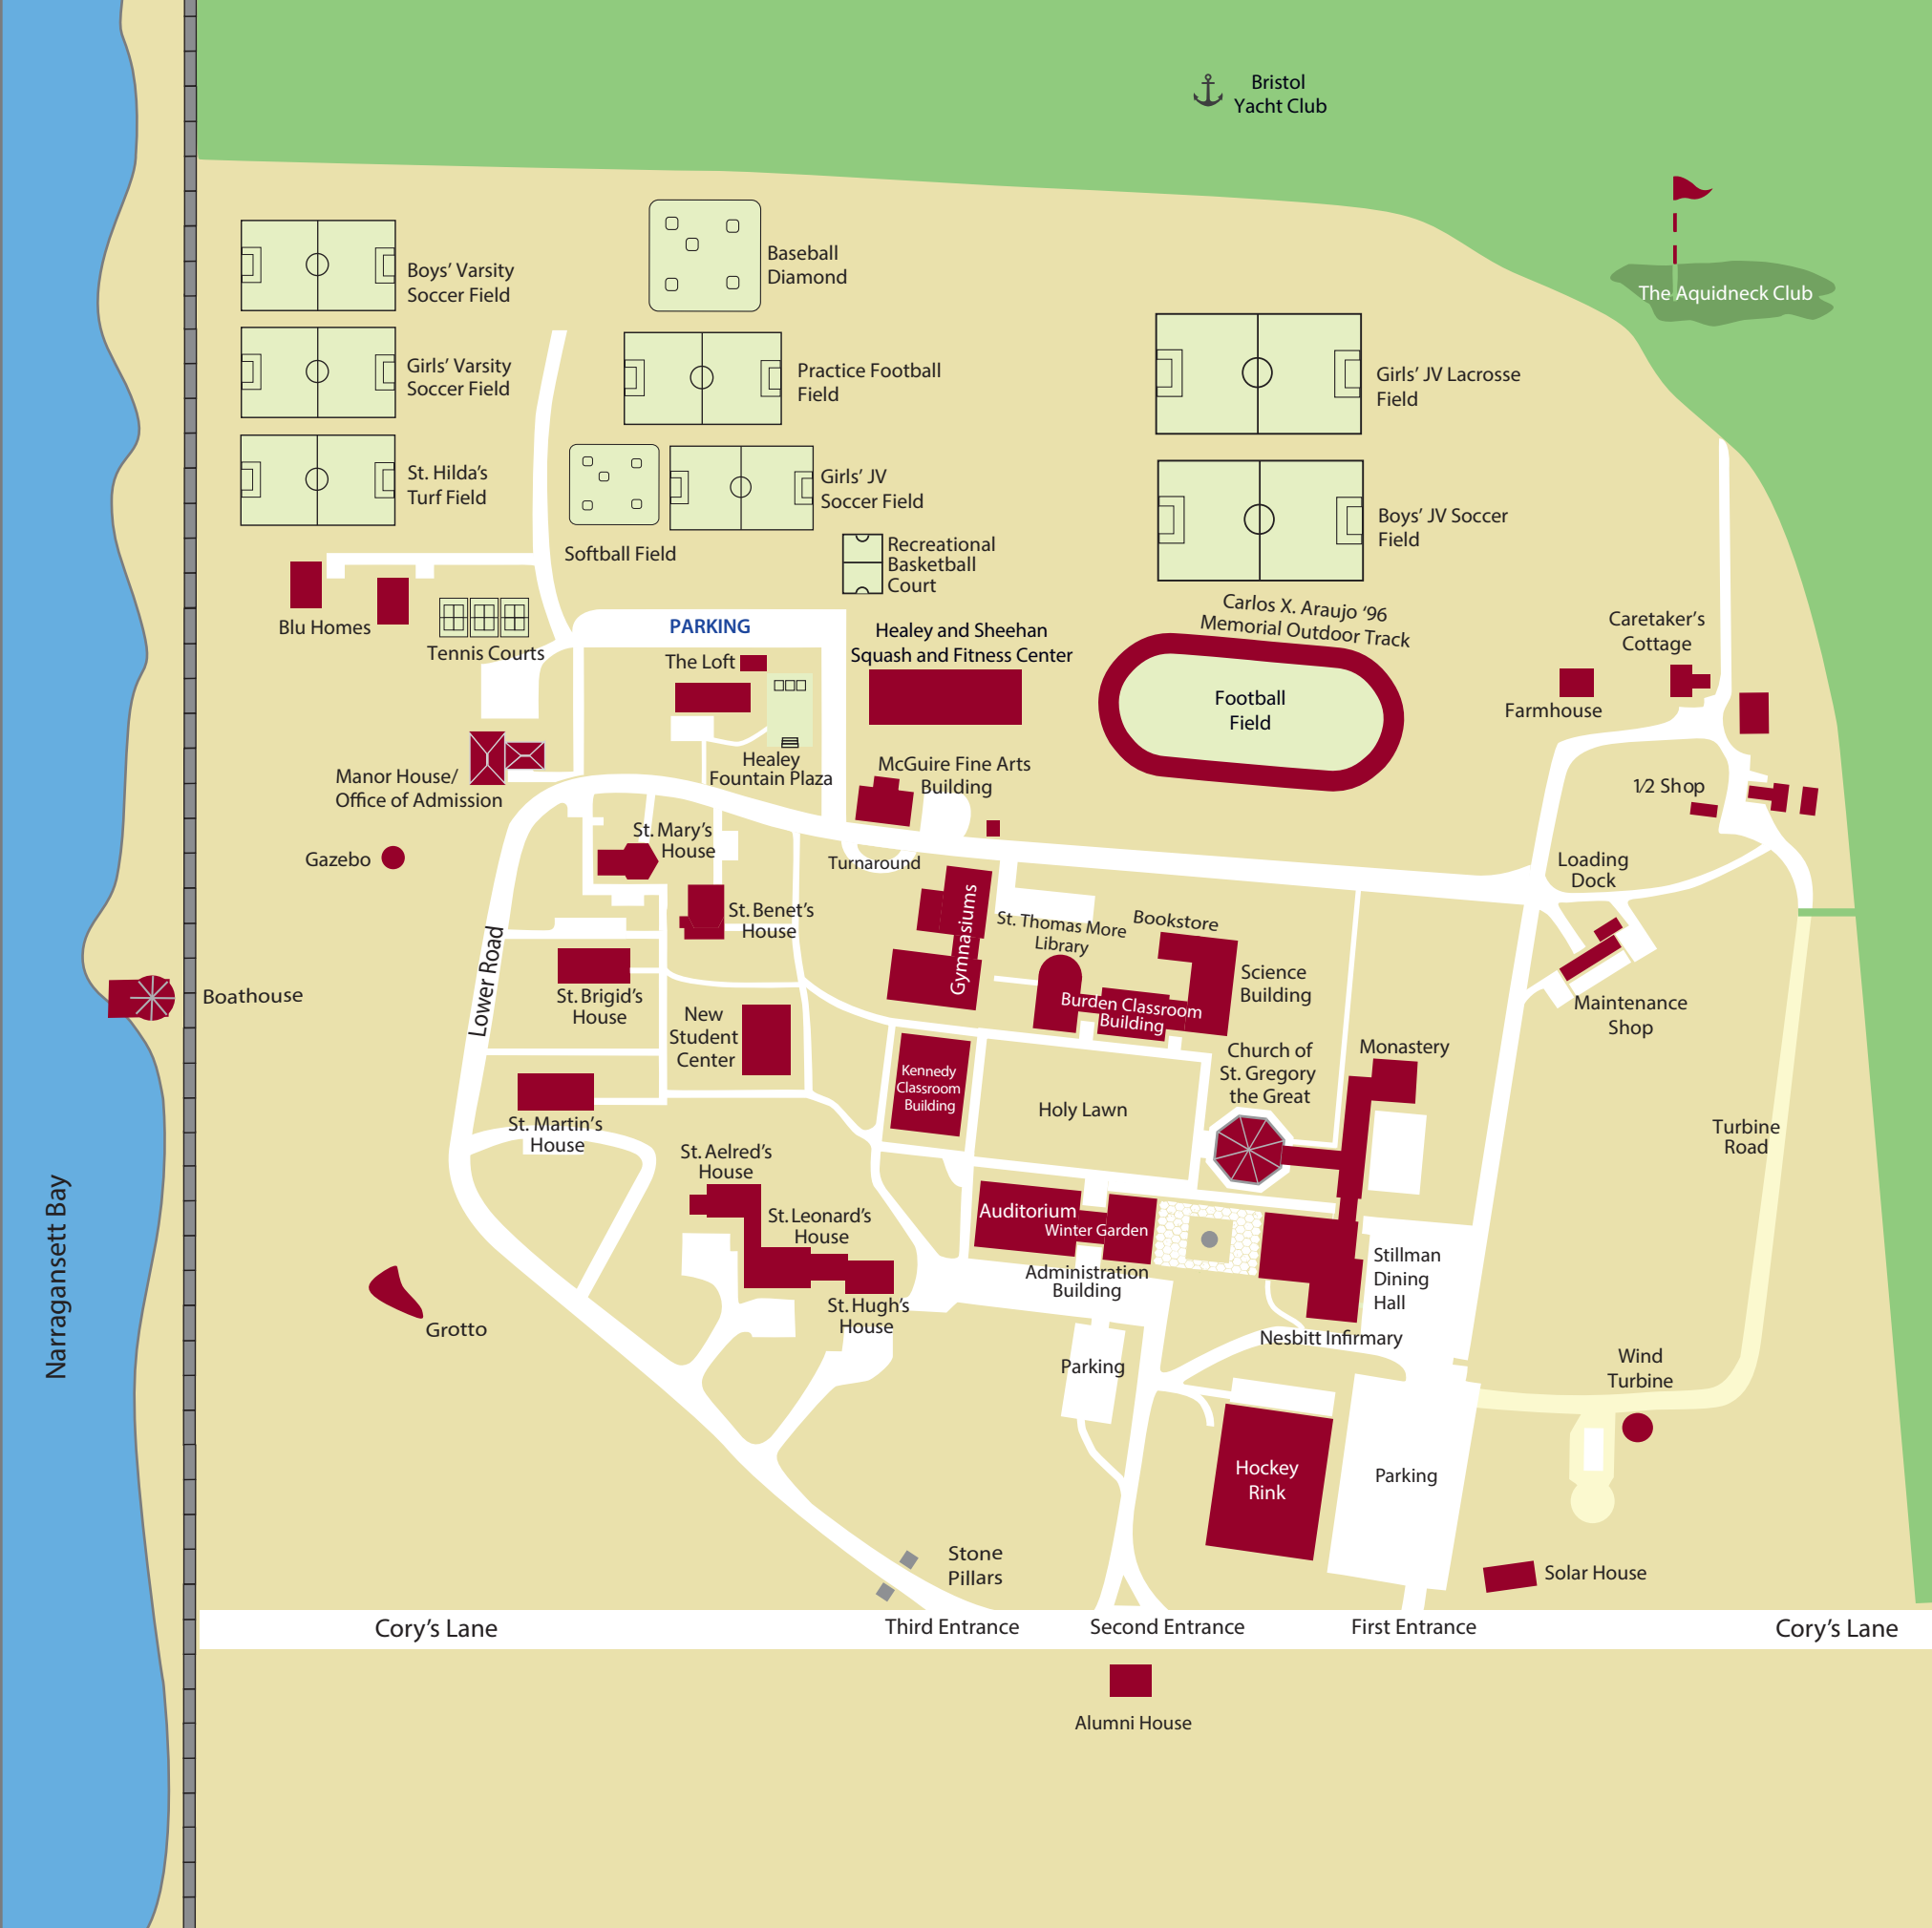 Bristol
Yacht Club
The Aquidneck Club
Boys’ Varsity
Soccer Field
Baseball
Diamond
Girls’ Varsity
Soccer Field
Practice Football
Field
Girls’ JV Lacrosse
Field
St. Hilda’s
Turf Field
Girls’ JV
Soccer Field
Boys’ JV Soccer
Field
Softball Field
Recreational
Basketball
Court
Carlos X. Araujo ‘96
Memorial Outdoor Track
Blu Homes
Tennis Courts
PARKING
The Loft
Healey and Sheehan
Squash and Fitness Center
Football
Field
Caretaker’s
Cottage
Farmhouse
Manor House/
Office of Admission
Healey
Fountain Plaza
McGuire Fine Arts
Building
1/2 Shop
Gazebo
St. Mary’s
House
Turnaround
Loading
Dock
St. Benet’s
House
Gymnasiums
St. Thomas More
Library
Bookstore
Science
Building
Lower Road
Boathouse
St. Brigid’s
House
Burden Classroom
Building
Maintenance
Shop
New
Student
Center
Kennedy
Classroom
Building
Holy Lawn
Church of
St. Gregory
the Great
Monastery
St. Martin’s
House
Turbine
Road
St. Aelred’s
House
St. Leonard’s
House
Auditorium
Winter Garden
Administration
Building
Stillman
Dining
Hall
Narragansett Bay
Grotto
St. Hugh’s
House
Nesbitt Infirmary
Parking
Wind
Turbine
Hockey
Rink
Parking
Stone
Pillars
Solar House
Cory’s Lane
Third Entrance
Second Entrance
First Entrance
Cory’s Lane
Alumni House